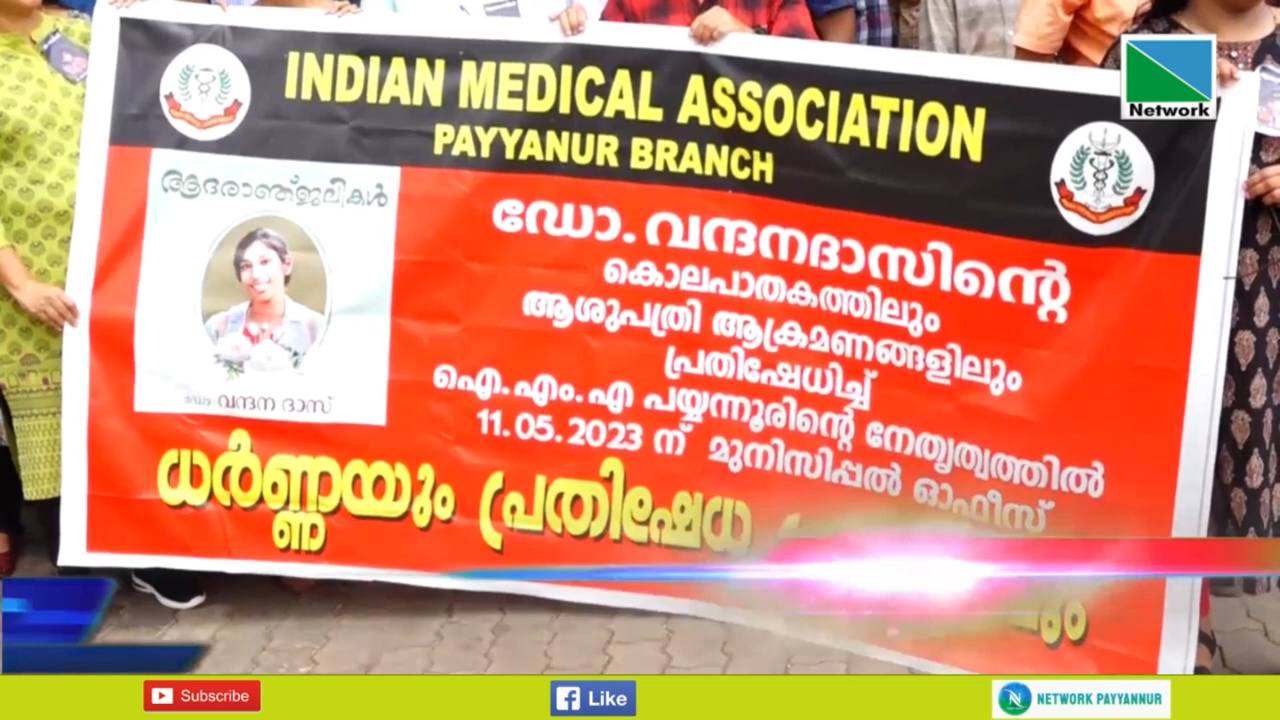 INDIAN MEDICAL ASSOCIATION
PAYYANUR BRANCH
Network
ആദരാഞ്ജലികൾ
ഡോ. വന്ദന ദാസ്
ഡോ. വന്ദനദാസിന്റെ
കൊലപാതകത്തിലും
ആശുപത്രി ആക്രമണങ്ങളിലും
പ്രതിഷേധിച്ച്
ഐ.എം.എ പയ്യന്നൂരിന്റെ നേതൃത്വത്തിൽ
11.05.2023 ന് മുനിസിപ്പൽ ഓഫീസ്
ധർണ്ണയും പ്രതിഷേധ
Subscribe
Like
NETWORK PAYYANNUR